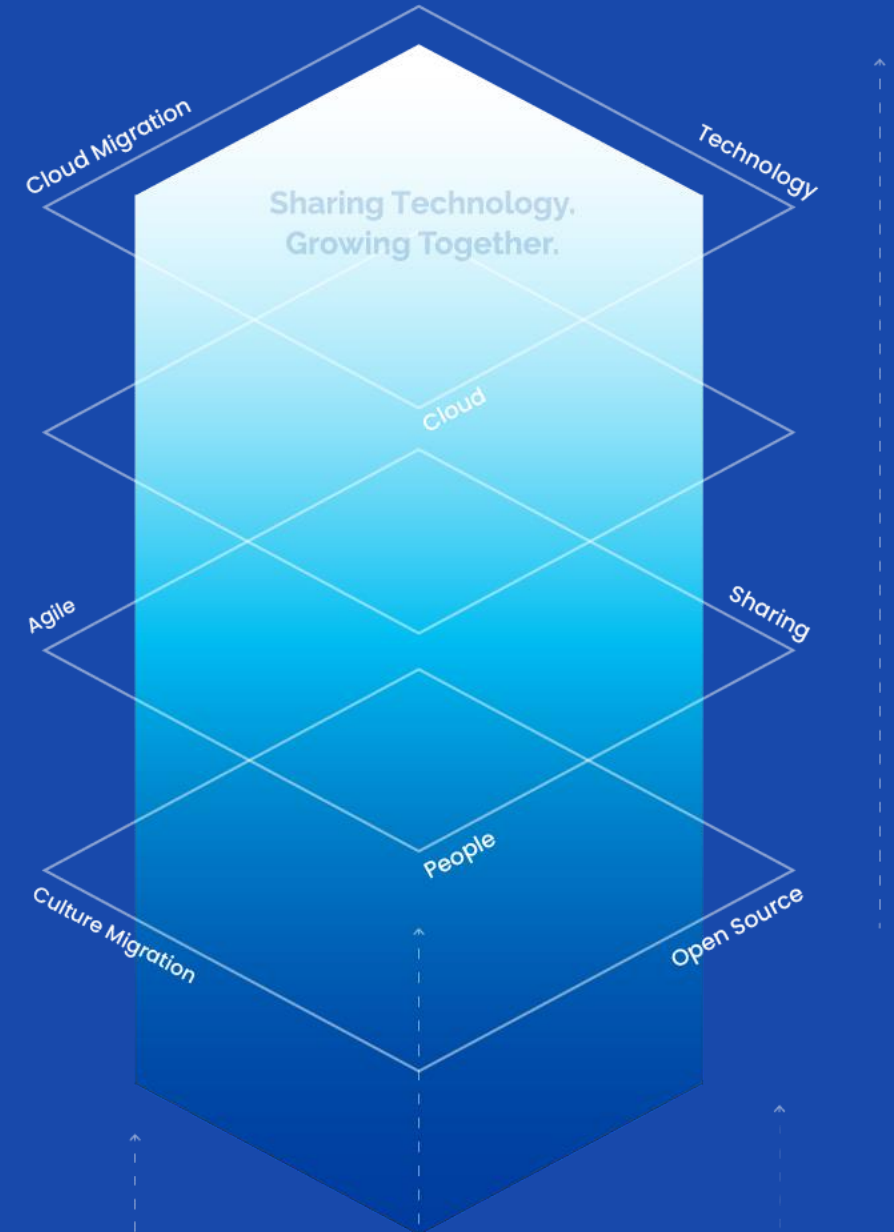 Cloud Migration
Technology
Sharing Technology.
Growing Together.
Cloud
Agile
Sharing
People
Culture Migration
Open Source